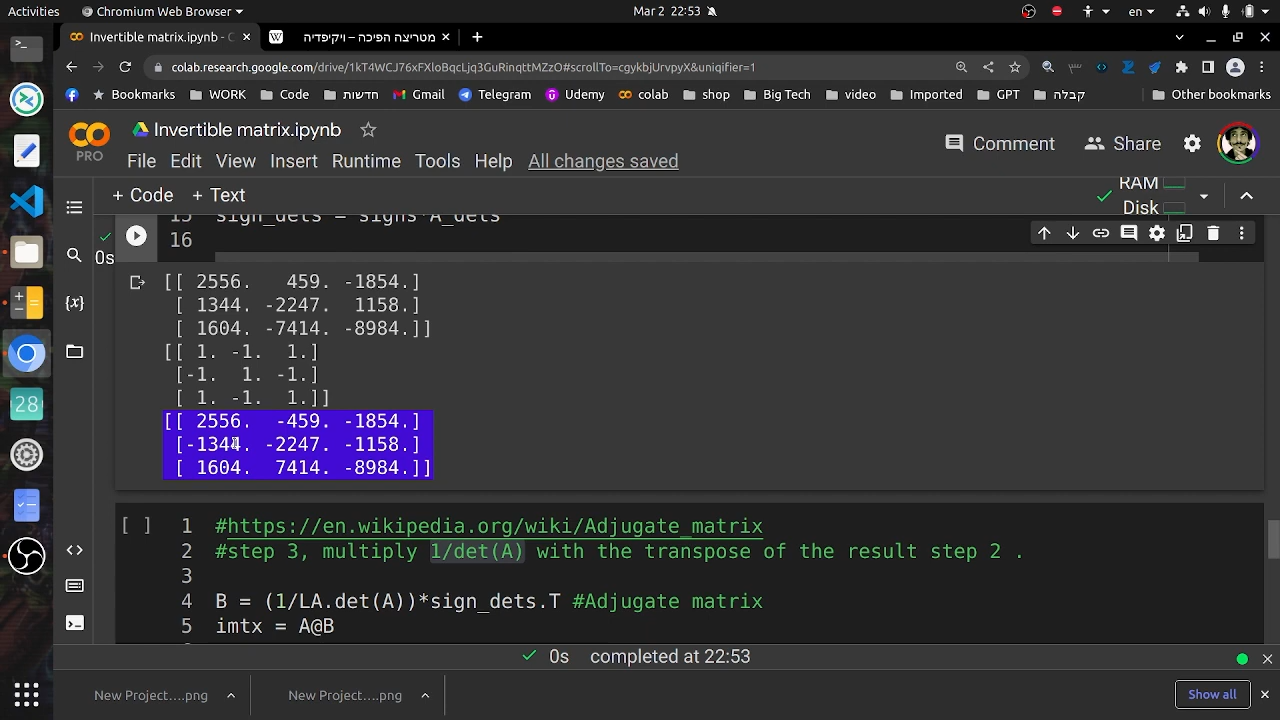 Activities Chromium Web Browser Mar 2 22:53 en
Invertible matrix.ipynb - C מטריצה הפיכה – ויקיפדיה
colab.research.google.com/drive/1kT4WCJ76xFXloBqcLjq3GuRinqttMZzO#scrollTo=cgykbjUrvpyX&uniqifier=1
Bookmarks WORK Code חדשות Gmail Telegram Udemy colab shop Big Tech video Imported GPT קבלה Other bookmarks
Invertible matrix.ipynb
PRO
Comment Share
File Edit View Insert Runtime Tools Help All changes saved
+ Code + Text
RAM
Disk
15 sign_dets = signs*A_dets
16
0s
[[ 2556. 459. -1854.]
[ 1344. -2247. 1158.]
[ 1604. -7414. -8984.]]
[[ 1. -1. 1.]
[-1. 1. -1.]
[ 1. -1. 1.]]
[[ 2556. -459. -1854.]
[-1344. -2247. -1158.]
[ 1604. 7414. -8984.]]
[ ] 1 #https://en.wikipedia.org/wiki/Adjugate_matrix
2 #step 3, multiply 1/det(A) with the transpose of the result step 2 .
3
4 B = (1/LA.det(A))*sign_dets.T #Adjugate matrix
5 imtx = A@B
0s completed at 22:53
New Project....png New Project....png Show all
28
{x}